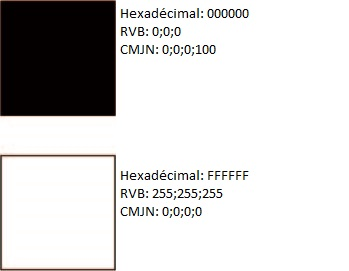 Hexadécimal: 000000
RVB: 0;0;0
CMJN: 0;0;0;100
Hexadécimal: FFFFFF
RVB: 255;255;255
CMJN: 0;0;0;0